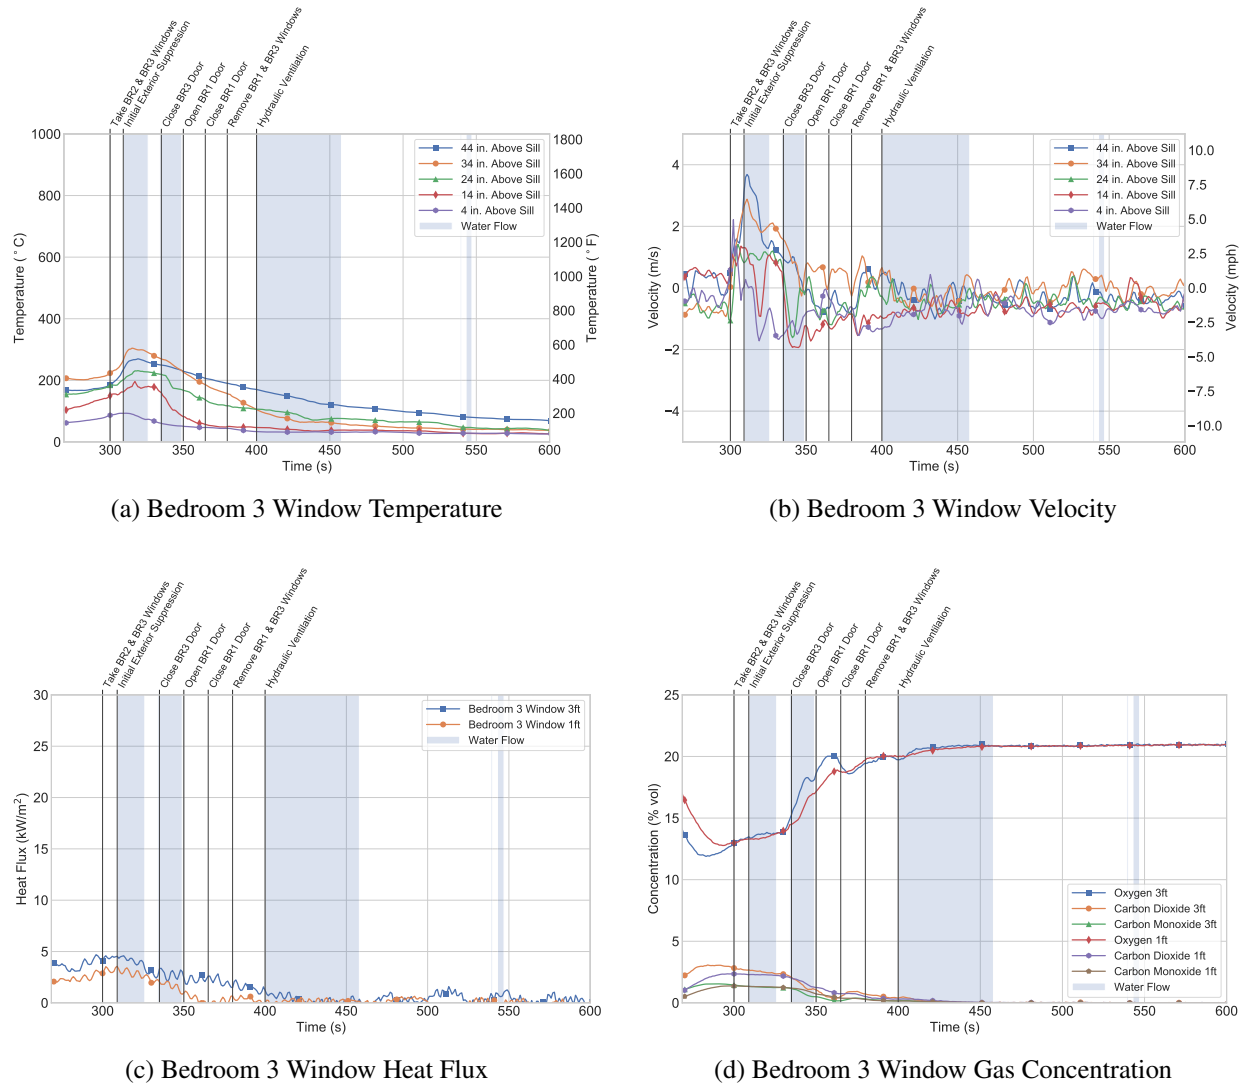 Take BR2 & BR3 Windows
Initial Exterior Suppression
Close BR3 Door
Open BR1 Door
Close BR1 Door
Remove BR1 & BR3 Windows
Hydraulic Ventilation
1000
800
600
400
200
0
Temperature (°C)
1800
1600
1400
1200
1000
800
600
400
200
Temperature (°F)
44 in. Above Sill
34 in. Above Sill
24 in. Above Sill
14 in. Above Sill
4 in. Above Sill
Water Flow
300 350 400 450 500 550 600
Time (s)
(a) Bedroom 3 Window Temperature
Take BR2 & BR3 Windows
Initial Exterior Suppression
Close BR3 Door
Open BR1 Door
Close BR1 Door
Remove BR1 & BR3 Windows
Hydraulic Ventilation
4
2
0
−2
−4
Velocity (m/s)
10.0
7.5
5.0
2.5
0.0
−2.5
−5.0
−7.5
−10.0
Velocity (mph)
44 in. Above Sill
34 in. Above Sill
24 in. Above Sill
14 in. Above Sill
4 in. Above Sill
Water Flow
300 350 400 450 500 550 600
Time (s)
(b) Bedroom 3 Window Velocity
Take BR2 & BR3 Windows
Initial Exterior Suppression
Close BR3 Door
Open BR1 Door
Close BR1 Door
Remove BR1 & BR3 Windows
Hydraulic Ventilation
30
25
20
15
10
5
0
Heat Flux (kW/m²)
Bedroom 3 Window 3ft
Bedroom 3 Window 1ft
Water Flow
300 350 400 450 500 550 600
Time (s)
(c) Bedroom 3 Window Heat Flux
Take BR2 & BR3 Windows
Initial Exterior Suppression
Close BR3 Door
Open BR1 Door
Close BR1 Door
Remove BR1 & BR3 Windows
Hydraulic Ventilation
25
20
15
10
5
0
Concentration (% vol)
Oxygen 3ft
Carbon Dioxide 3ft
Carbon Monoxide 3ft
Oxygen 1ft
Carbon Dioxide 1ft
Carbon Monoxide 1ft
Water Flow
300 350 400 450 500 550 600
Time (s)
(d) Bedroom 3 Window Gas Concentration